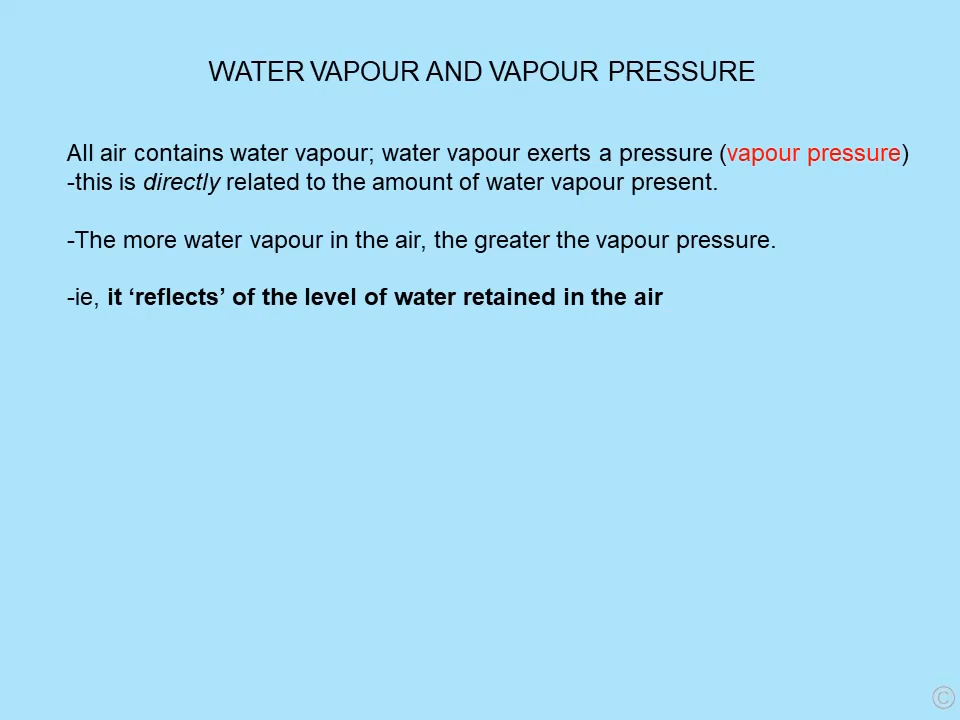 WATER VAPOUR AND VAPOUR PRESSURE
All air contains water vapour; water vapour exerts a pressure (vapour pressure)
-this is directly related to the amount of water vapour present.
-The more water vapour in the air, the greater the vapour pressure.
-ie, it ‘reflects’ of the level of water retained in the air
©